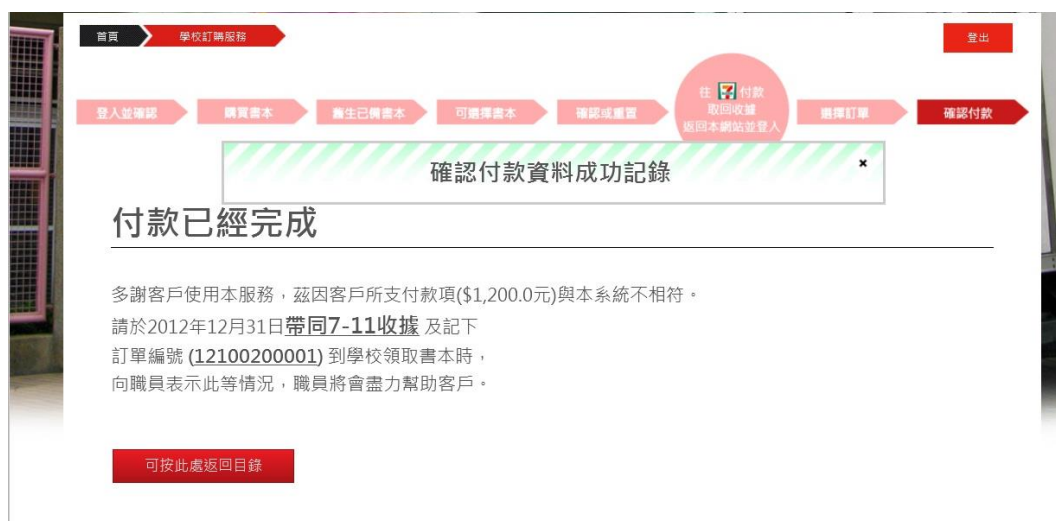 首頁
學校訂購服務
登出
登入並確認
購買書本
舊生已備書本
可選擇書本
確認或重置
往 7 付款
取回收據
返回本網站並登入
選擇訂單
確認付款
確認付款資料成功記錄
×
付款已經完成
多謝客戶使用本服務，茲因客戶所支付款項($1,200.0元)與本系統不相符。
請於2012年12月31日帶同7-11收據 及記下
訂單編號 (12100200001) 到學校領取書本時，
向職員表示此等情況，職員將會盡力幫助客戶。
可按此處返回目錄